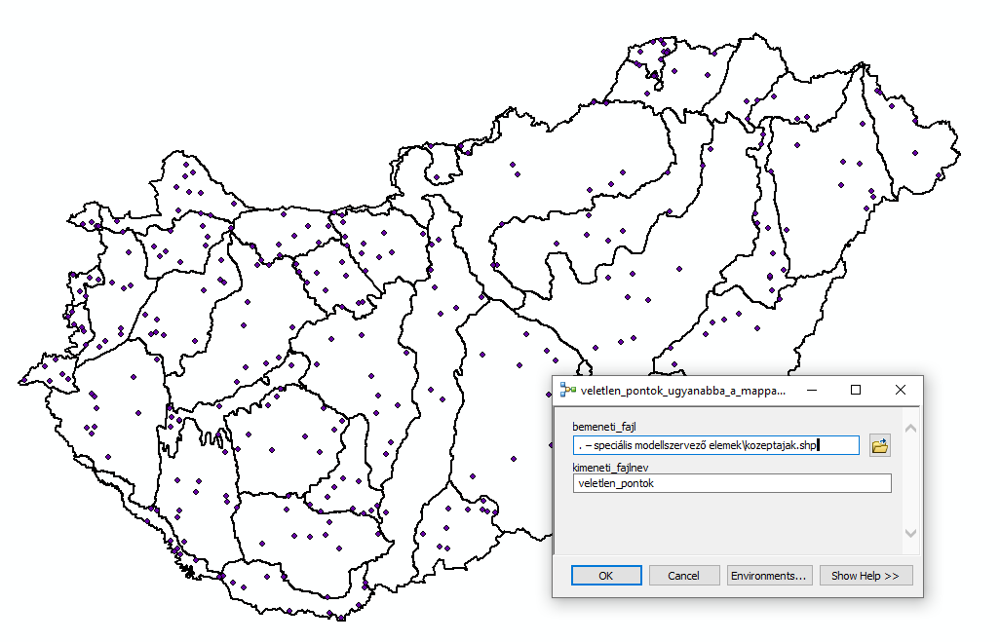 veletlen_pontok_ugyanabba_a_mappa...
bemeneti_fajl
. – speciális modellszervező elemek\kozeptajak.shp
kimeneti_fajlnev
veletlen_pontok
OK
Cancel
Environments...
Show Help >>